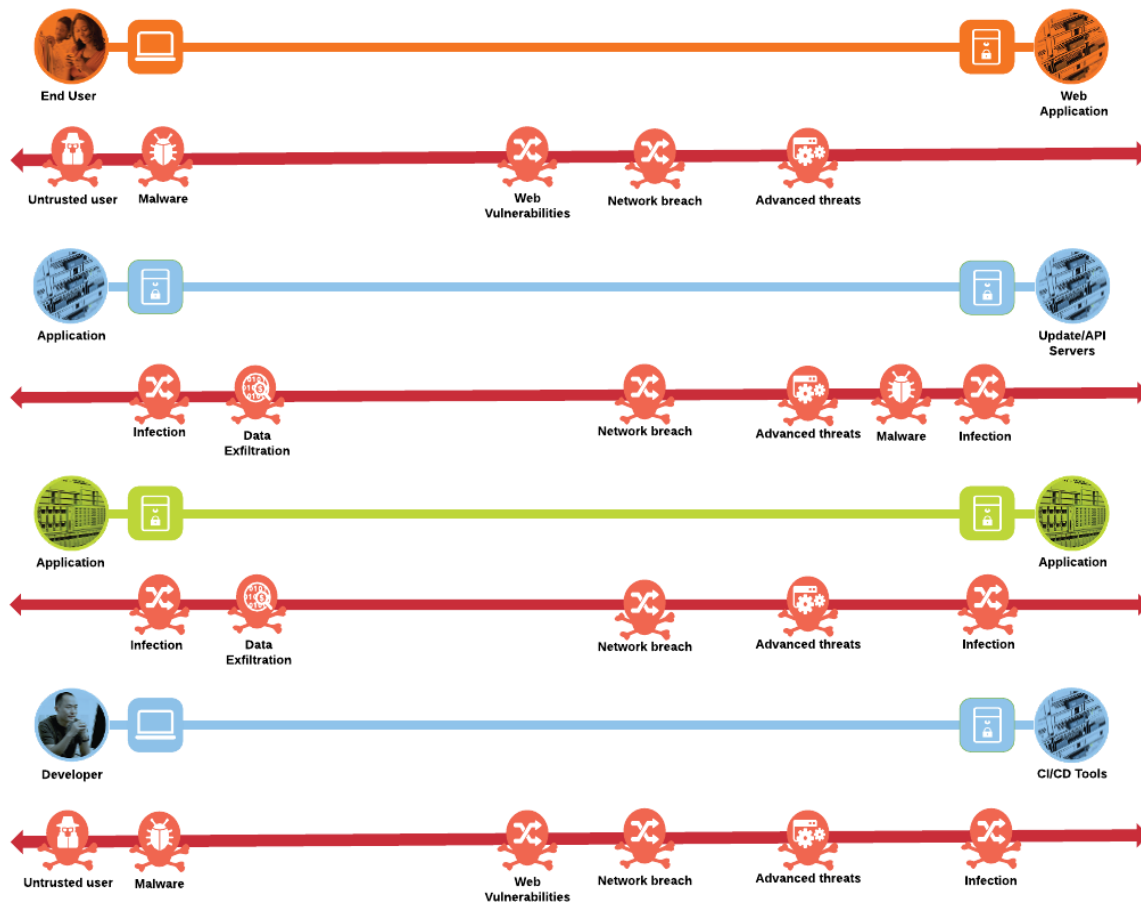 End User
Web
Application
Untrusted user
Malware
Web
Vulnerabilities
Network breach
Advanced threats
Application
Update/API
Servers
Infection
Data
Exfiltration
Network breach
Advanced threats
Malware
Infection
Application
Application
Infection
Data
Exfiltration
Network breach
Advanced threats
Infection
Developer
CI/CD Tools
Untrusted user
Malware
Web
Vulnerabilities
Network breach
Advanced threats
Infection